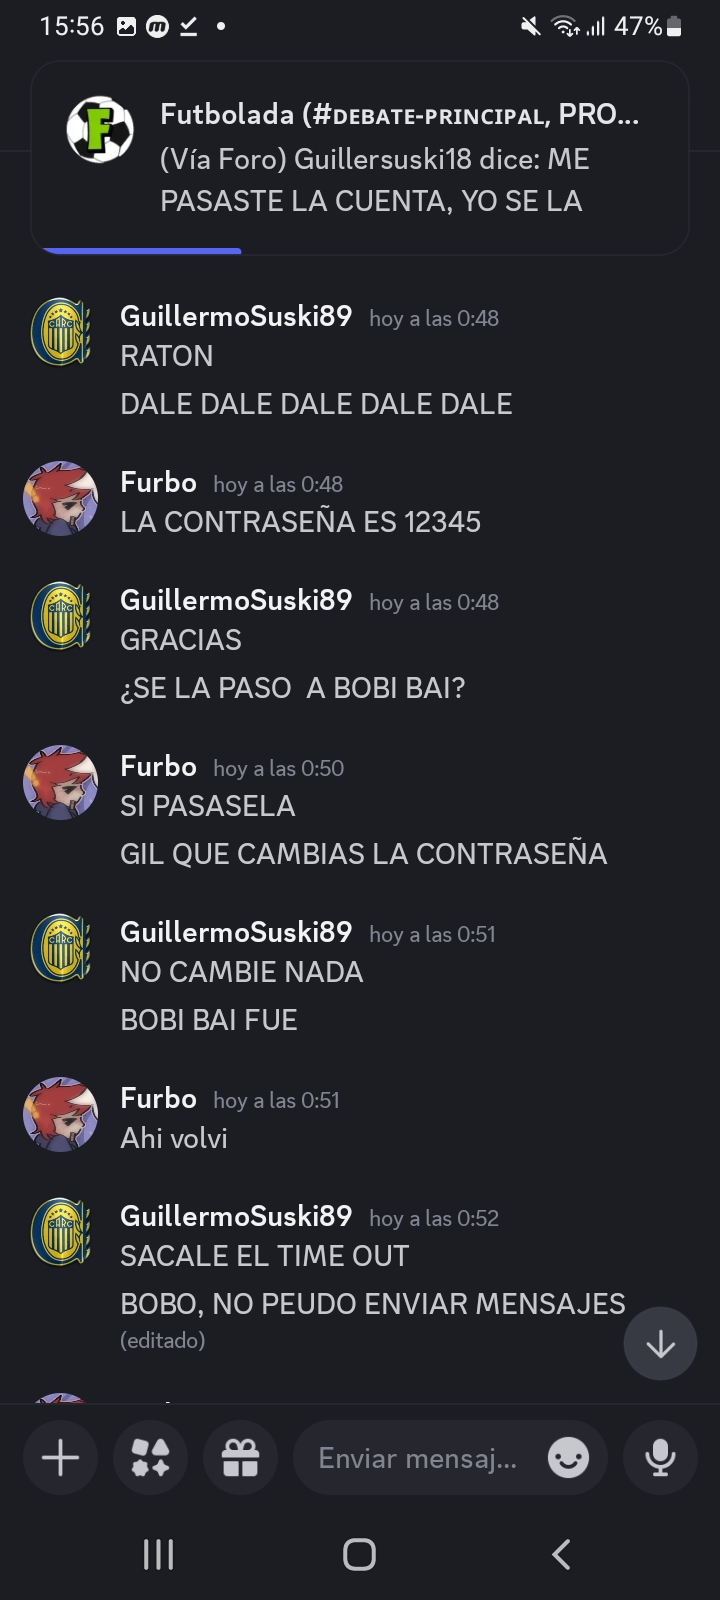 15:56
47%
Futbolada (#DEBATE-PRINCIPAL, PRO...
(Vía Foro) Guillersuski18 dice: ME
PASASTE LA CUENTA, YO SE LA
GuillermoSuski89 hoy a las 0:48
RATON
DALE DALE DALE DALE DALE
Furbo hoy a las 0:48
LA CONTRASEÑA ES 12345
GuillermoSuski89 hoy a las 0:48
GRACIAS
¿SE LA PASO  A BOBI BAI?
Furbo hoy a las 0:50
SI PASASELA
GIL QUE CAMBIAS LA CONTRASEÑA
GuillermoSuski89 hoy a las 0:51
NO CAMBIE NADA
BOBI BAI FUE
Furbo hoy a las 0:51
Ahi volvi
GuillermoSuski89 hoy a las 0:52
SACALE EL TIME OUT
BOBO, NO PEUDO ENVIAR MENSAJES
(editado)
Enviar mensaj...